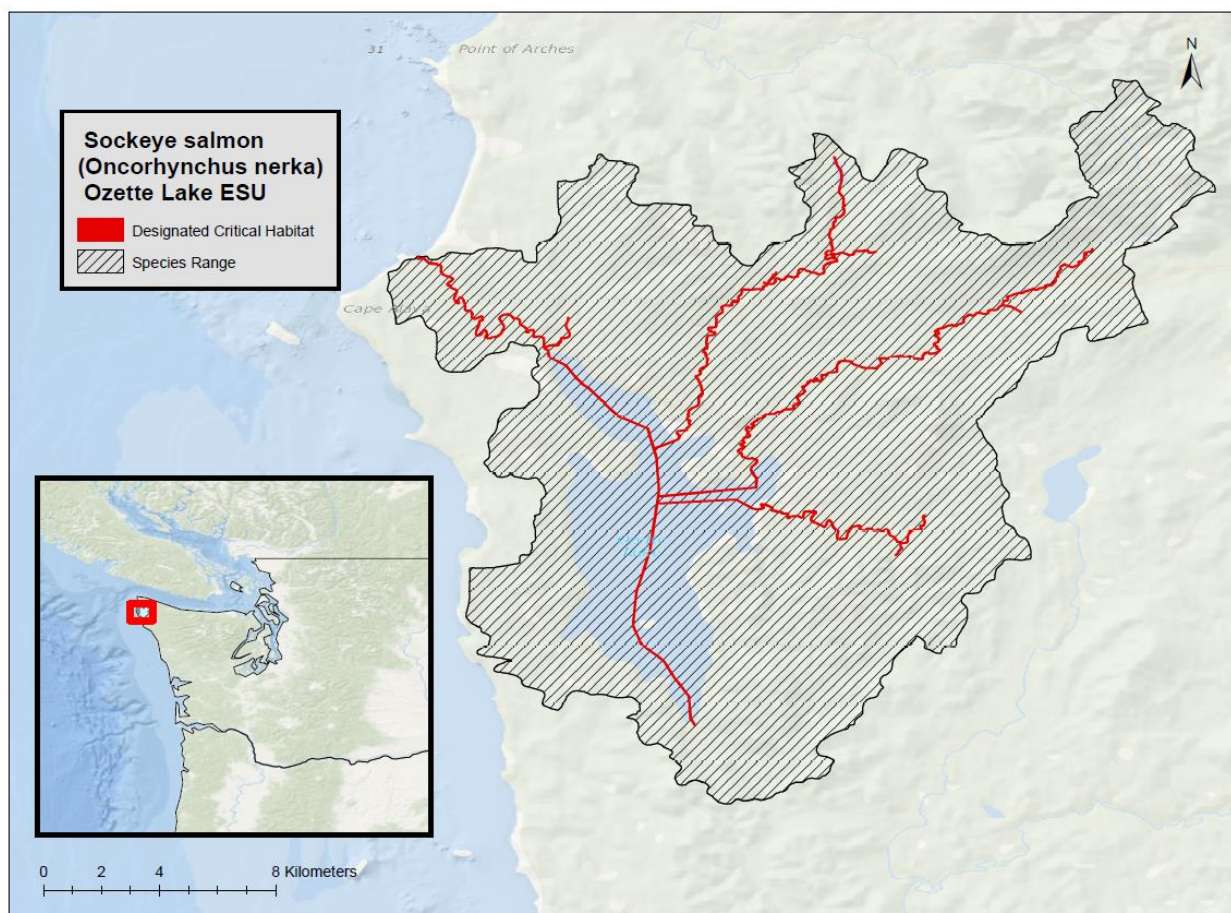 31
Point of Arches
N
Sockeye salmon
(Oncorhynchus nerka)
Ozette Lake ESU
Designated Critical Habitat
Species Range
Cape Alava
0 2 4 8 Kilometers